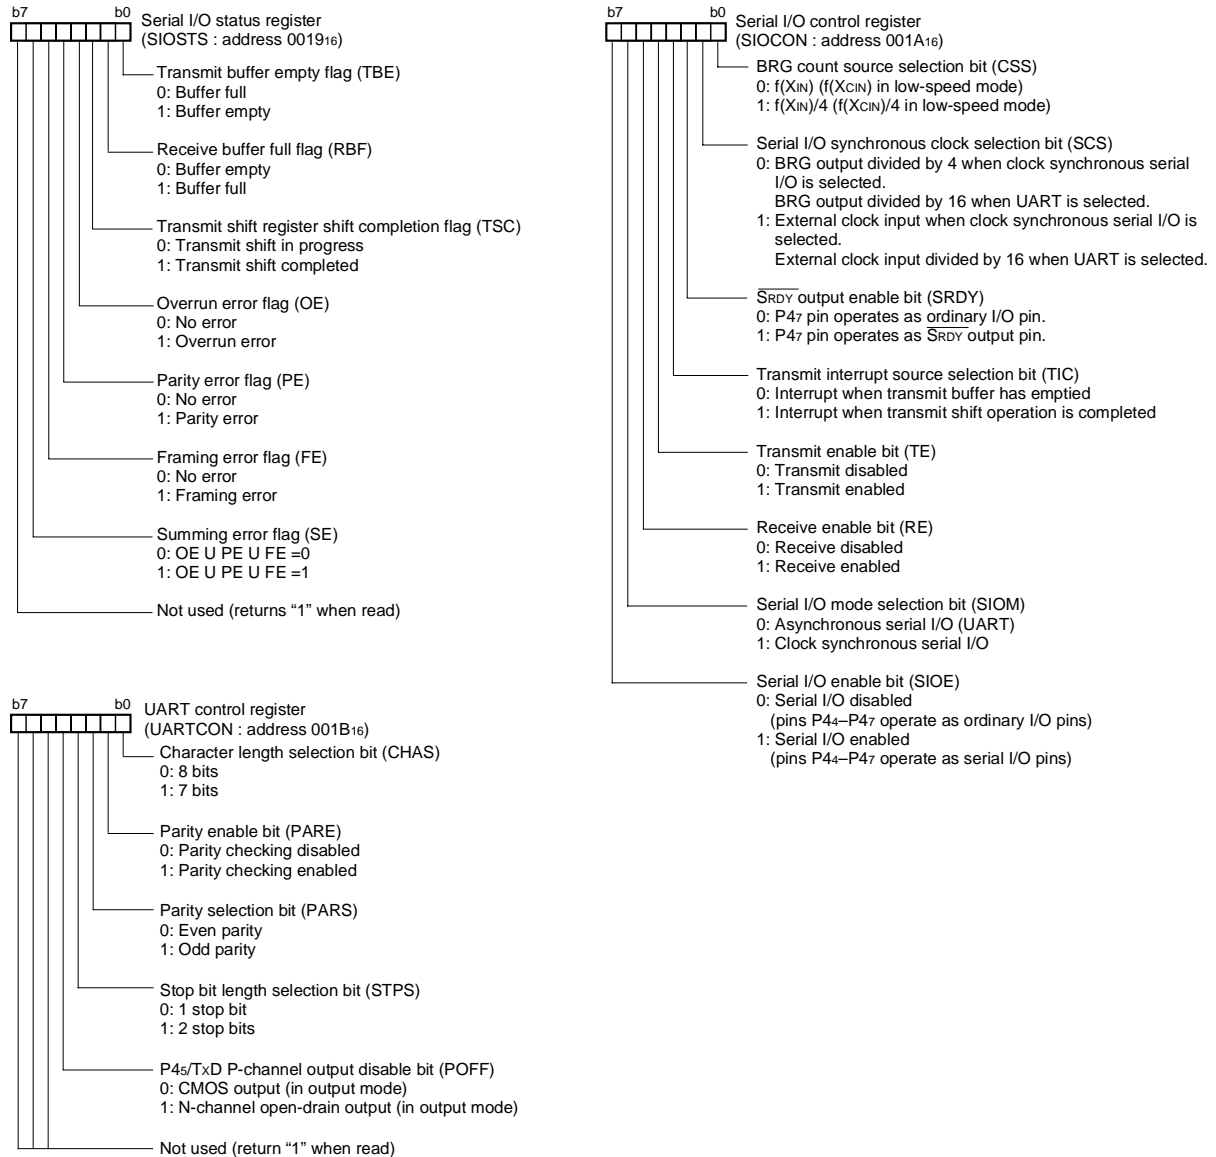 b7 b0 Serial I/O status register
(SIOSTS : address 0019₁₆)
Transmit buffer empty flag (TBE)
0: Buffer full
1: Buffer empty
Receive buffer full flag (RBF)
0: Buffer empty
1: Buffer full
Transmit shift register shift completion flag (TSC)
0: Transmit shift in progress
1: Transmit shift completed
Overrun error flag (OE)
0: No error
1: Overrun error
Parity error flag (PE)
0: No error
1: Parity error
Framing error flag (FE)
0: No error
1: Framing error
Summing error flag (SE)
0: OE U PE U FE =0
1: OE U PE U FE =1
Not used (returns “1” when read)
b7 b0 UART control register
(UARTCON : address 001B₁₆)
Character length selection bit (CHAS)
0: 8 bits
1: 7 bits
Parity enable bit (PARE)
0: Parity checking disabled
1: Parity checking enabled
Parity selection bit (PARS)
0: Even parity
1: Odd parity
Stop bit length selection bit (STPS)
0: 1 stop bit
1: 2 stop bits
P45/TxD P-channel output disable bit (POFF)
0: CMOS output (in output mode)
1: N-channel open-drain output (in output mode)
Not used (return “1” when read)
b7 b0 Serial I/O control register
(SIOCON : address 001A₁₆)
BRG count source selection bit (CSS)
0: f(XIN) (f(XCIN) in low-speed mode)
1: f(XIN)/4 (f(XCIN)/4 in low-speed mode)
Serial I/O synchronous clock selection bit (SCS)
0: BRG output divided by 4 when clock synchronous serial
I/O is selected.
BRG output divided by 16 when UART is selected.
1: External clock input when clock synchronous serial I/O is
selected.
External clock input divided by 16 when UART is selected.
SRDY output enable bit (SRDY)
0: P47 pin operates as ordinary I/O pin.
1: P47 pin operates as SRDY output pin.
Transmit interrupt source selection bit (TIC)
0: Interrupt when transmit buffer has emptied
1: Interrupt when transmit shift operation is completed
Transmit enable bit (TE)
0: Transmit disabled
1: Transmit enabled
Receive enable bit (RE)
0: Receive disabled
1: Receive enabled
Serial I/O mode selection bit (SIOM)
0: Asynchronous serial I/O (UART)
1: Clock synchronous serial I/O
Serial I/O enable bit (SIOE)
0: Serial I/O disabled
(pins P44–P47 operate as ordinary I/O pins)
1: Serial I/O enabled
(pins P44–P47 operate as serial I/O pins)